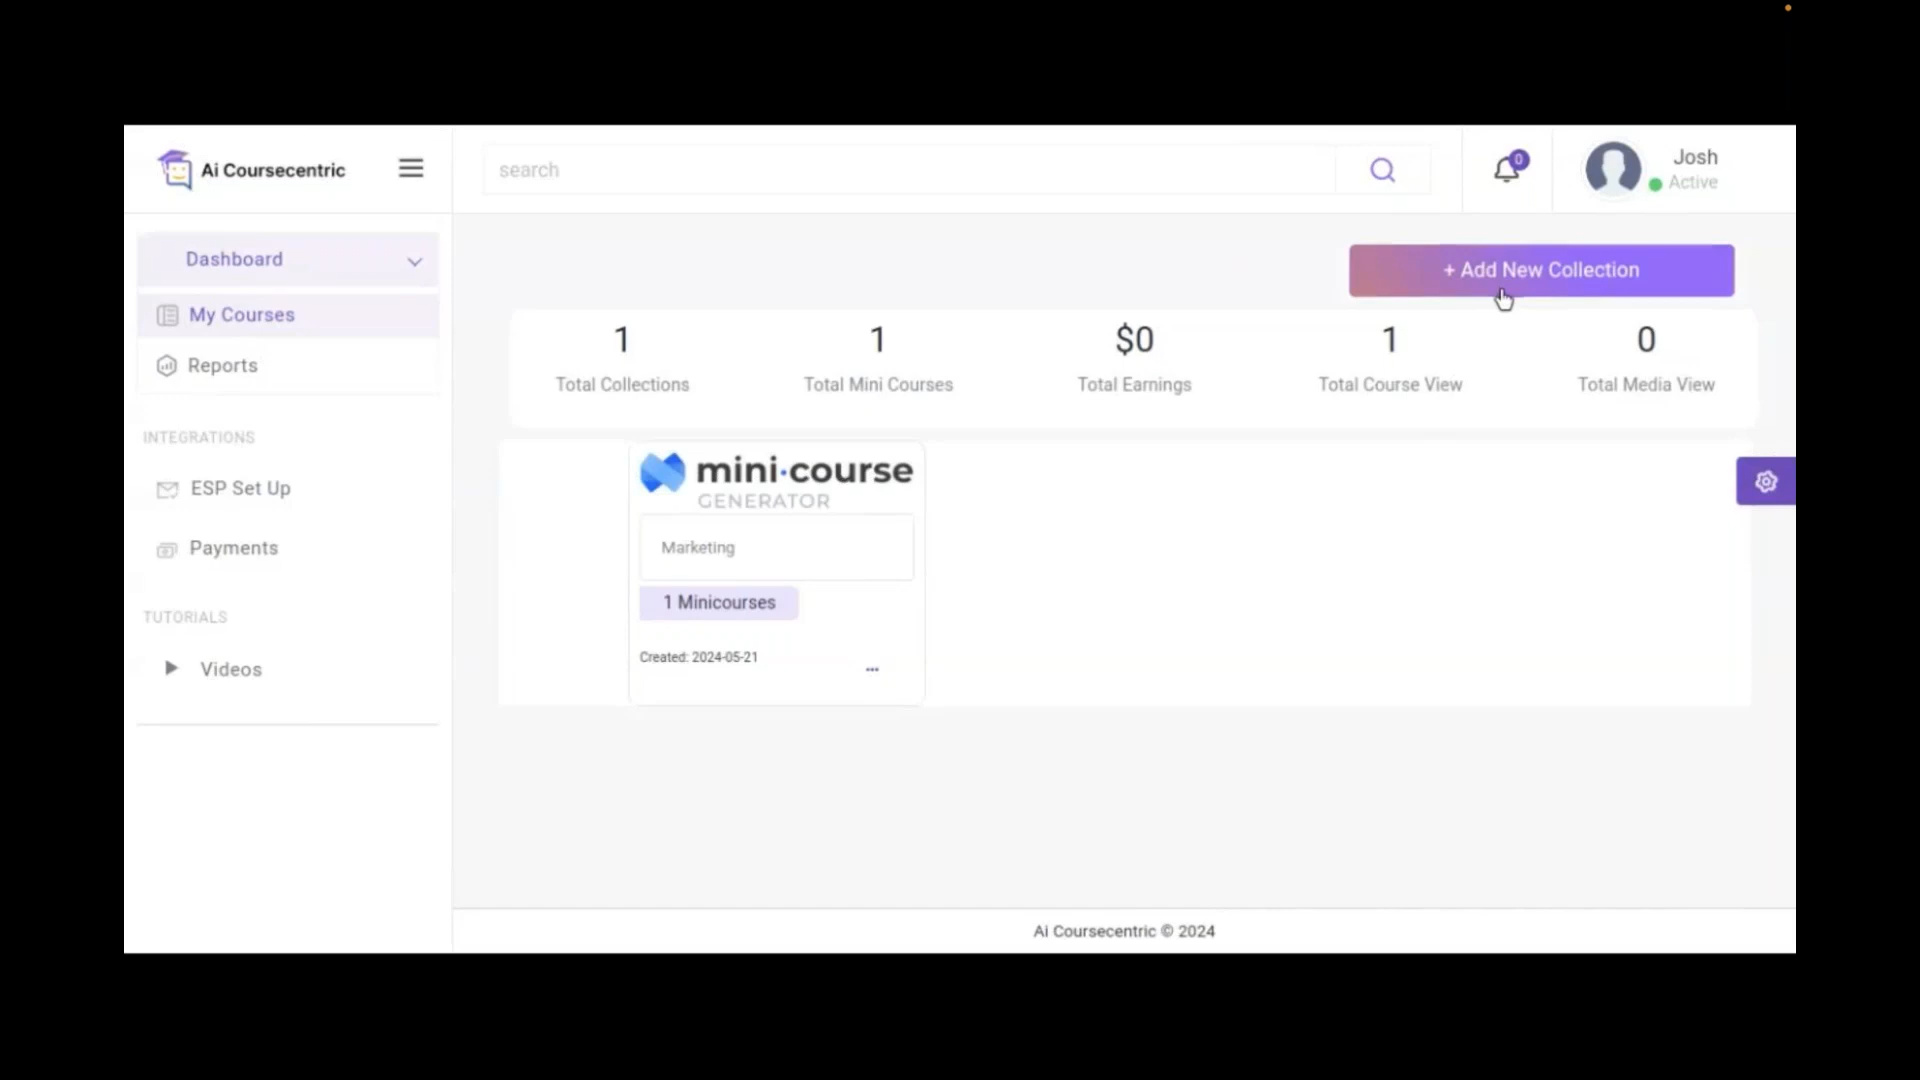 Ai Coursecentric
search
0
Josh
Active
Dashboard
+ Add New Collection
My Courses
Reports
1
1
$0
1
0
Total Collections
Total Mini Courses
Total Earnings
Total Course View
Total Media View
INTEGRATIONS
ESP Set Up
Payments
TUTORIALS
Videos
mini·course
GENERATOR
Marketing
1 Minicourses
Created: 2024-05-21
...
Ai Coursecentric © 2024